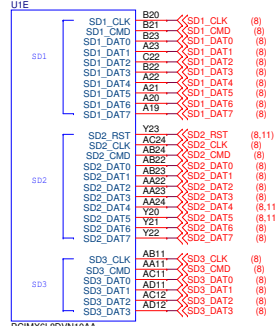 U1E
SD1
SD1_CLK B20 SD1_CLK (8)
SD1_CMD B21 SD1_CMD (8)
SD1_DAT0 B23 SD1_DAT0 (8)
SD1_DAT1 A23 SD1_DAT1 (8)
SD1_DAT2 C22 SD1_DAT2 (8)
SD1_DAT3 B22 SD1_DAT3 (8)
SD1_DAT4 A22 SD1_DAT4 (8)
SD1_DAT5 A21 SD1_DAT5 (8)
SD1_DAT6 A20 SD1_DAT6 (8)
SD1_DAT7 A19 SD1_DAT7 (8)
SD2
SD2_RST Y23 SD2_RST (8,11)
SD2_CLK AC24 SD2_CLK (8)
SD2_CMD AB24 SD2_CMD (8)
SD2_DAT0 AB22 SD2_DAT0 (8)
SD2_DAT1 AB23 SD2_DAT1 (8)
SD2_DAT2 AA22 SD2_DAT2 (8)
SD2_DAT3 AA23 SD2_DAT3 (8)
SD2_DAT4 AA24 SD2_DAT4 (8,11
SD2_DAT5 Y20 SD2_DAT5 (8,11
SD2_DAT6 Y21 SD2_DAT6 (8)
SD2_DAT7 Y22 SD2_DAT7 (8)
SD3
SD3_CLK AB11 SD3_CLK (8)
SD3_CMD AA11 SD3_CMD (8)
SD3_DAT0 AC11 SD3_DAT0 (8)
SD3_DAT1 AD11 SD3_DAT1 (8)
SD3_DAT2 AC12 SD3_DAT2 (8)
SD3_DAT3 AD12 SD3_DAT3 (8)